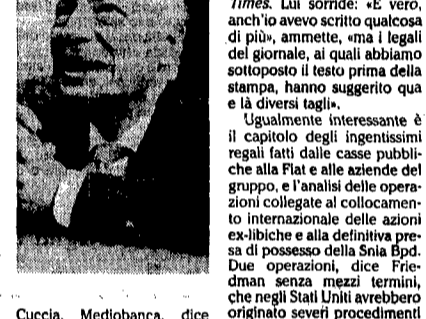 Cuccia. Mediobanca, dice
Times. Lui sorride: «È vero,
anch'io avevo scritto qualcosa
di più», ammette, «ma i legali
del giornale, ai quali abbiamo
sottoposto il testo prima della
stampa, hanno suggerito qua
e là diversi tagli».
Ugualmente interessante è
il capitolo degli ingentissimi
regali fatti dalle casse pubbli-
che alla Fiat e alle aziende del
gruppo, e l'analisi delle opera-
zioni collegate al collocamen-
to internazionale delle azioni
ex-libiche e alla definitiva pre-
sa di possesso della Snia Bpd.
Due operazioni, dice Frie-
dman senza mezzi termini,
che negli Stati Uniti avrebbero
originato severi procedimenti